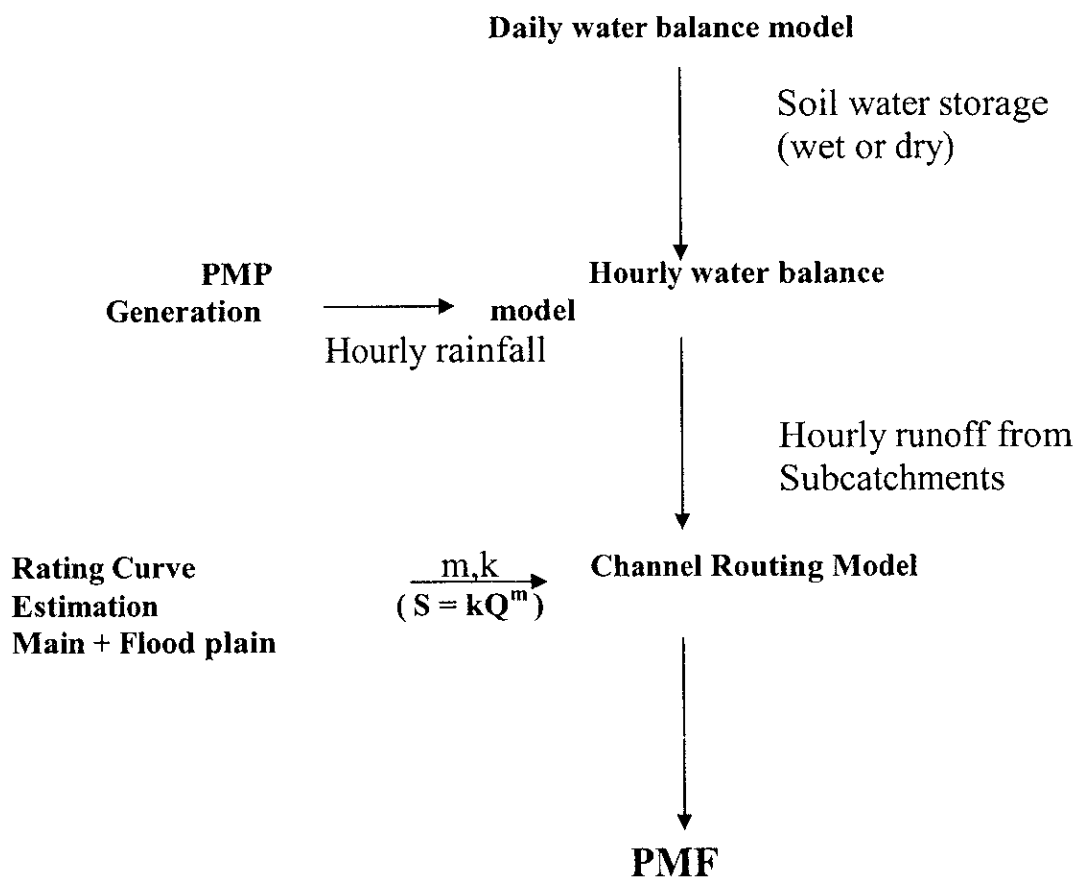 Daily water balance model
Soil water storage
(wet or dry)
PMP
Generation
Hourly water balance
model
Hourly rainfall
Hourly runoff from
Subcatchments
Rating Curve
Estimation
Main + Flood plain
m,k
( S = kQ^m )
Channel Routing Model
PMF